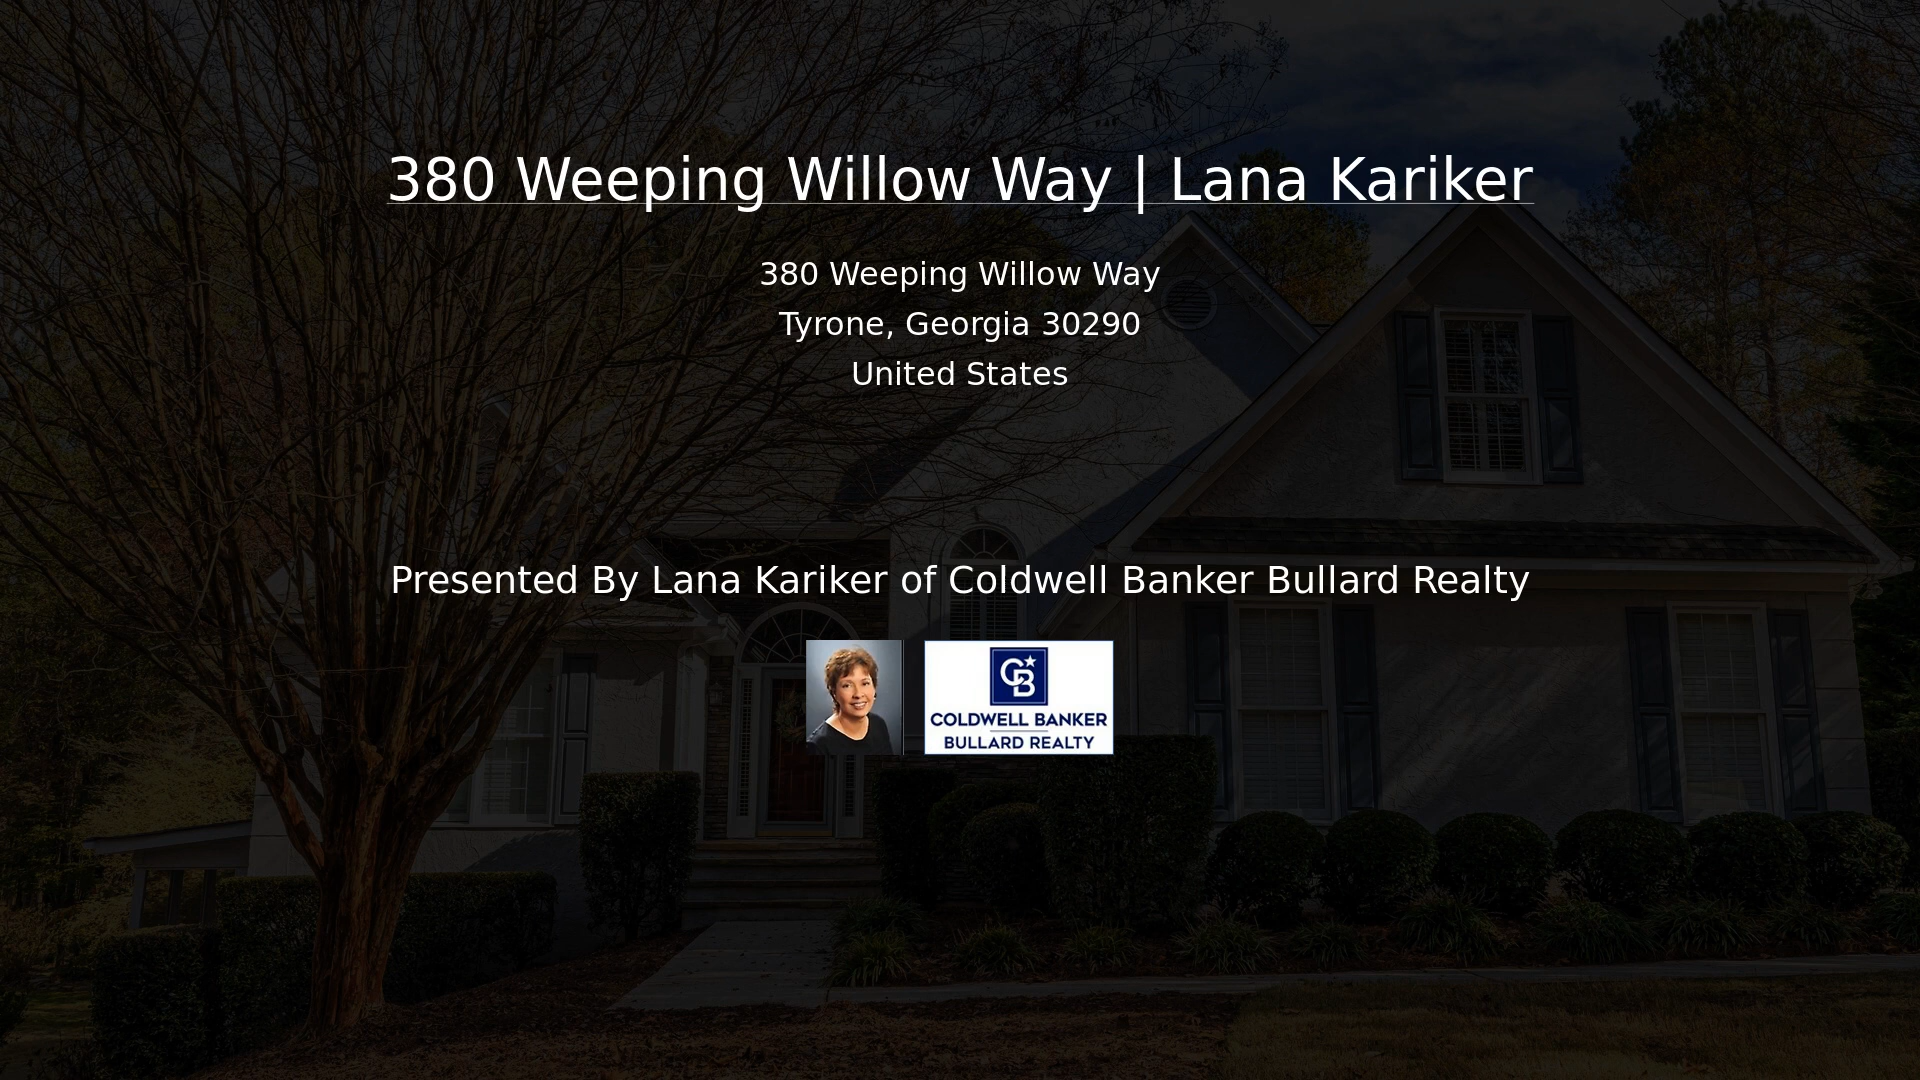 380 Weeping Willow Way | Lana Kariker
380 Weeping Willow Way
Tyrone, Georgia 30290
United States
Presented By Lana Kariker of Coldwell Banker Bullard Realty
CB
COLDWELL BANKER
BULLARD REALTY